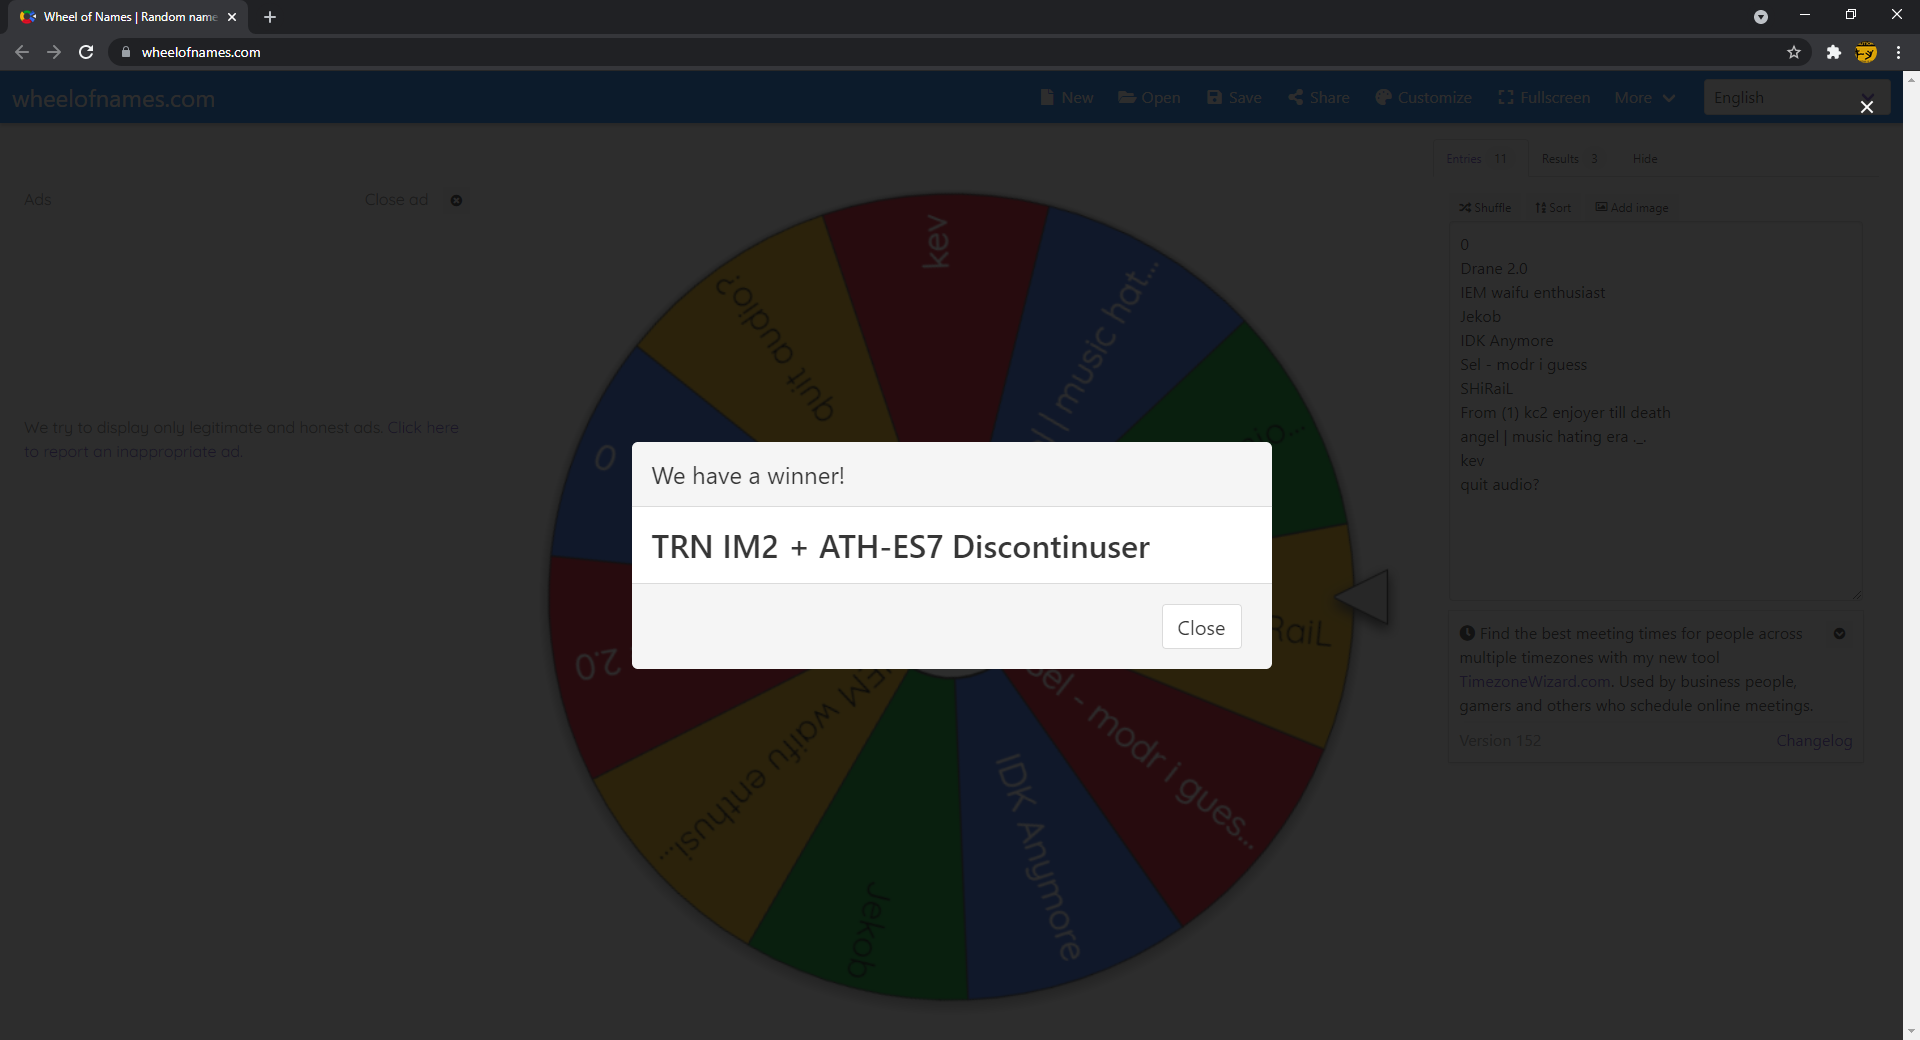 Wheel of Names | Random name
wheelofnames.com
wheelofnames.com
New
Open
Save
Share
Customize
Fullscreen
More
English
Entries 11
Results 3
Hide
Ads
Close ad
Shuffle
Sort
Add image
0
Drane 2.0
IEM waifu enthusiast
Jekob
IDK Anymore
Sel - modr i guess
SHiRaiL
From (1) kc2 enjoyer till death
angel | music hating era ._.
kev
quit audio?
We try to display only legitimate and honest ads. Click here
to report an inappropriate ad.
kev
| music hat...
quit audio?
0
2.0
IEM waifu enthusi...
Jekob
IDK Anymore
Sel - modr i gues...
RaiL
We have a winner!
TRN IM2 + ATH-ES7 Discontinuser
Close
Find the best meeting times for people across
multiple timezones with my new tool
TimezoneWizard.com. Used by business people,
gamers and others who schedule online meetings.
Version 152
Changelog